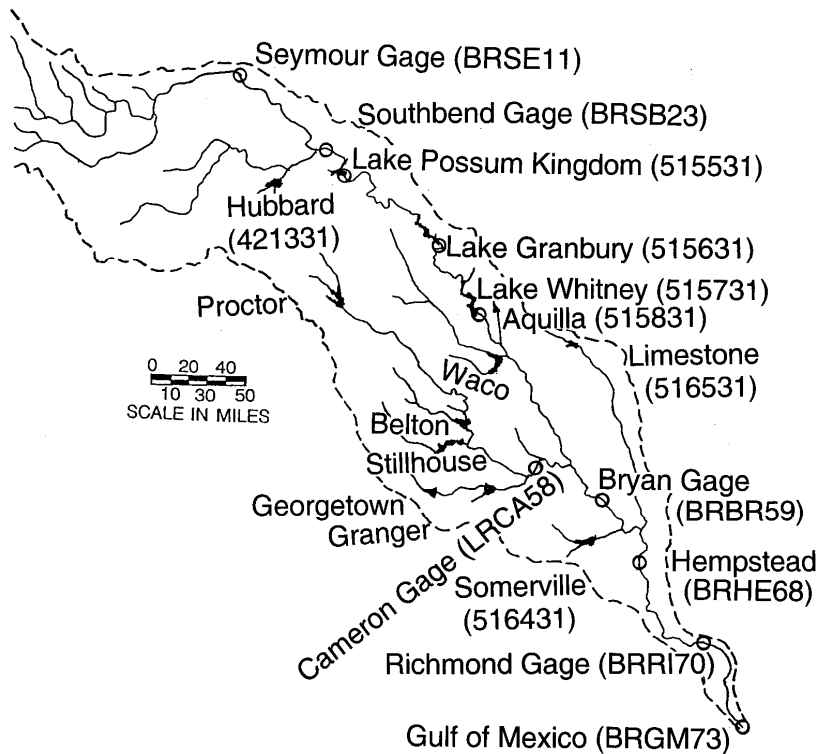 Seymour Gage (BRSE11)
Southbend Gage (BRSB23)
Lake Possum Kingdom (515531)
Hubbard
(421331)
Lake Granbury (515631)
Proctor
Lake Whitney (515731)
Aquilla (515831)
Limestone
(516531)
0 20 40
10 30 50
SCALE IN MILES
Waco
Belton
Stillhouse
Georgetown
Granger
Cameron Gage (LRCA58)
Bryan Gage
(BRBR59)
Somerville
(516431)
Hempstead
(BRHE68)
Richmond Gage (BRRI70)
Gulf of Mexico (BRGM73)